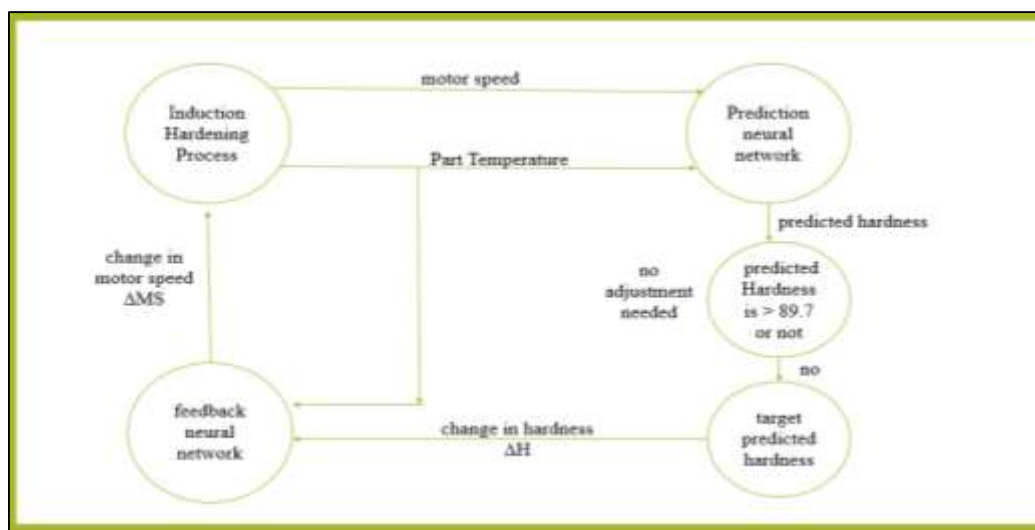 motor speed
Induction
Hardening
Process
Prediction
neural
network
Part Temperature
predicted hardness
change in
motor speed
ΔMS
no
adjustment
needed
predicted
Hardness
is > 89.7
or not
no
feedback
neural
network
change in hardness
ΔH
target
predicted
hardness